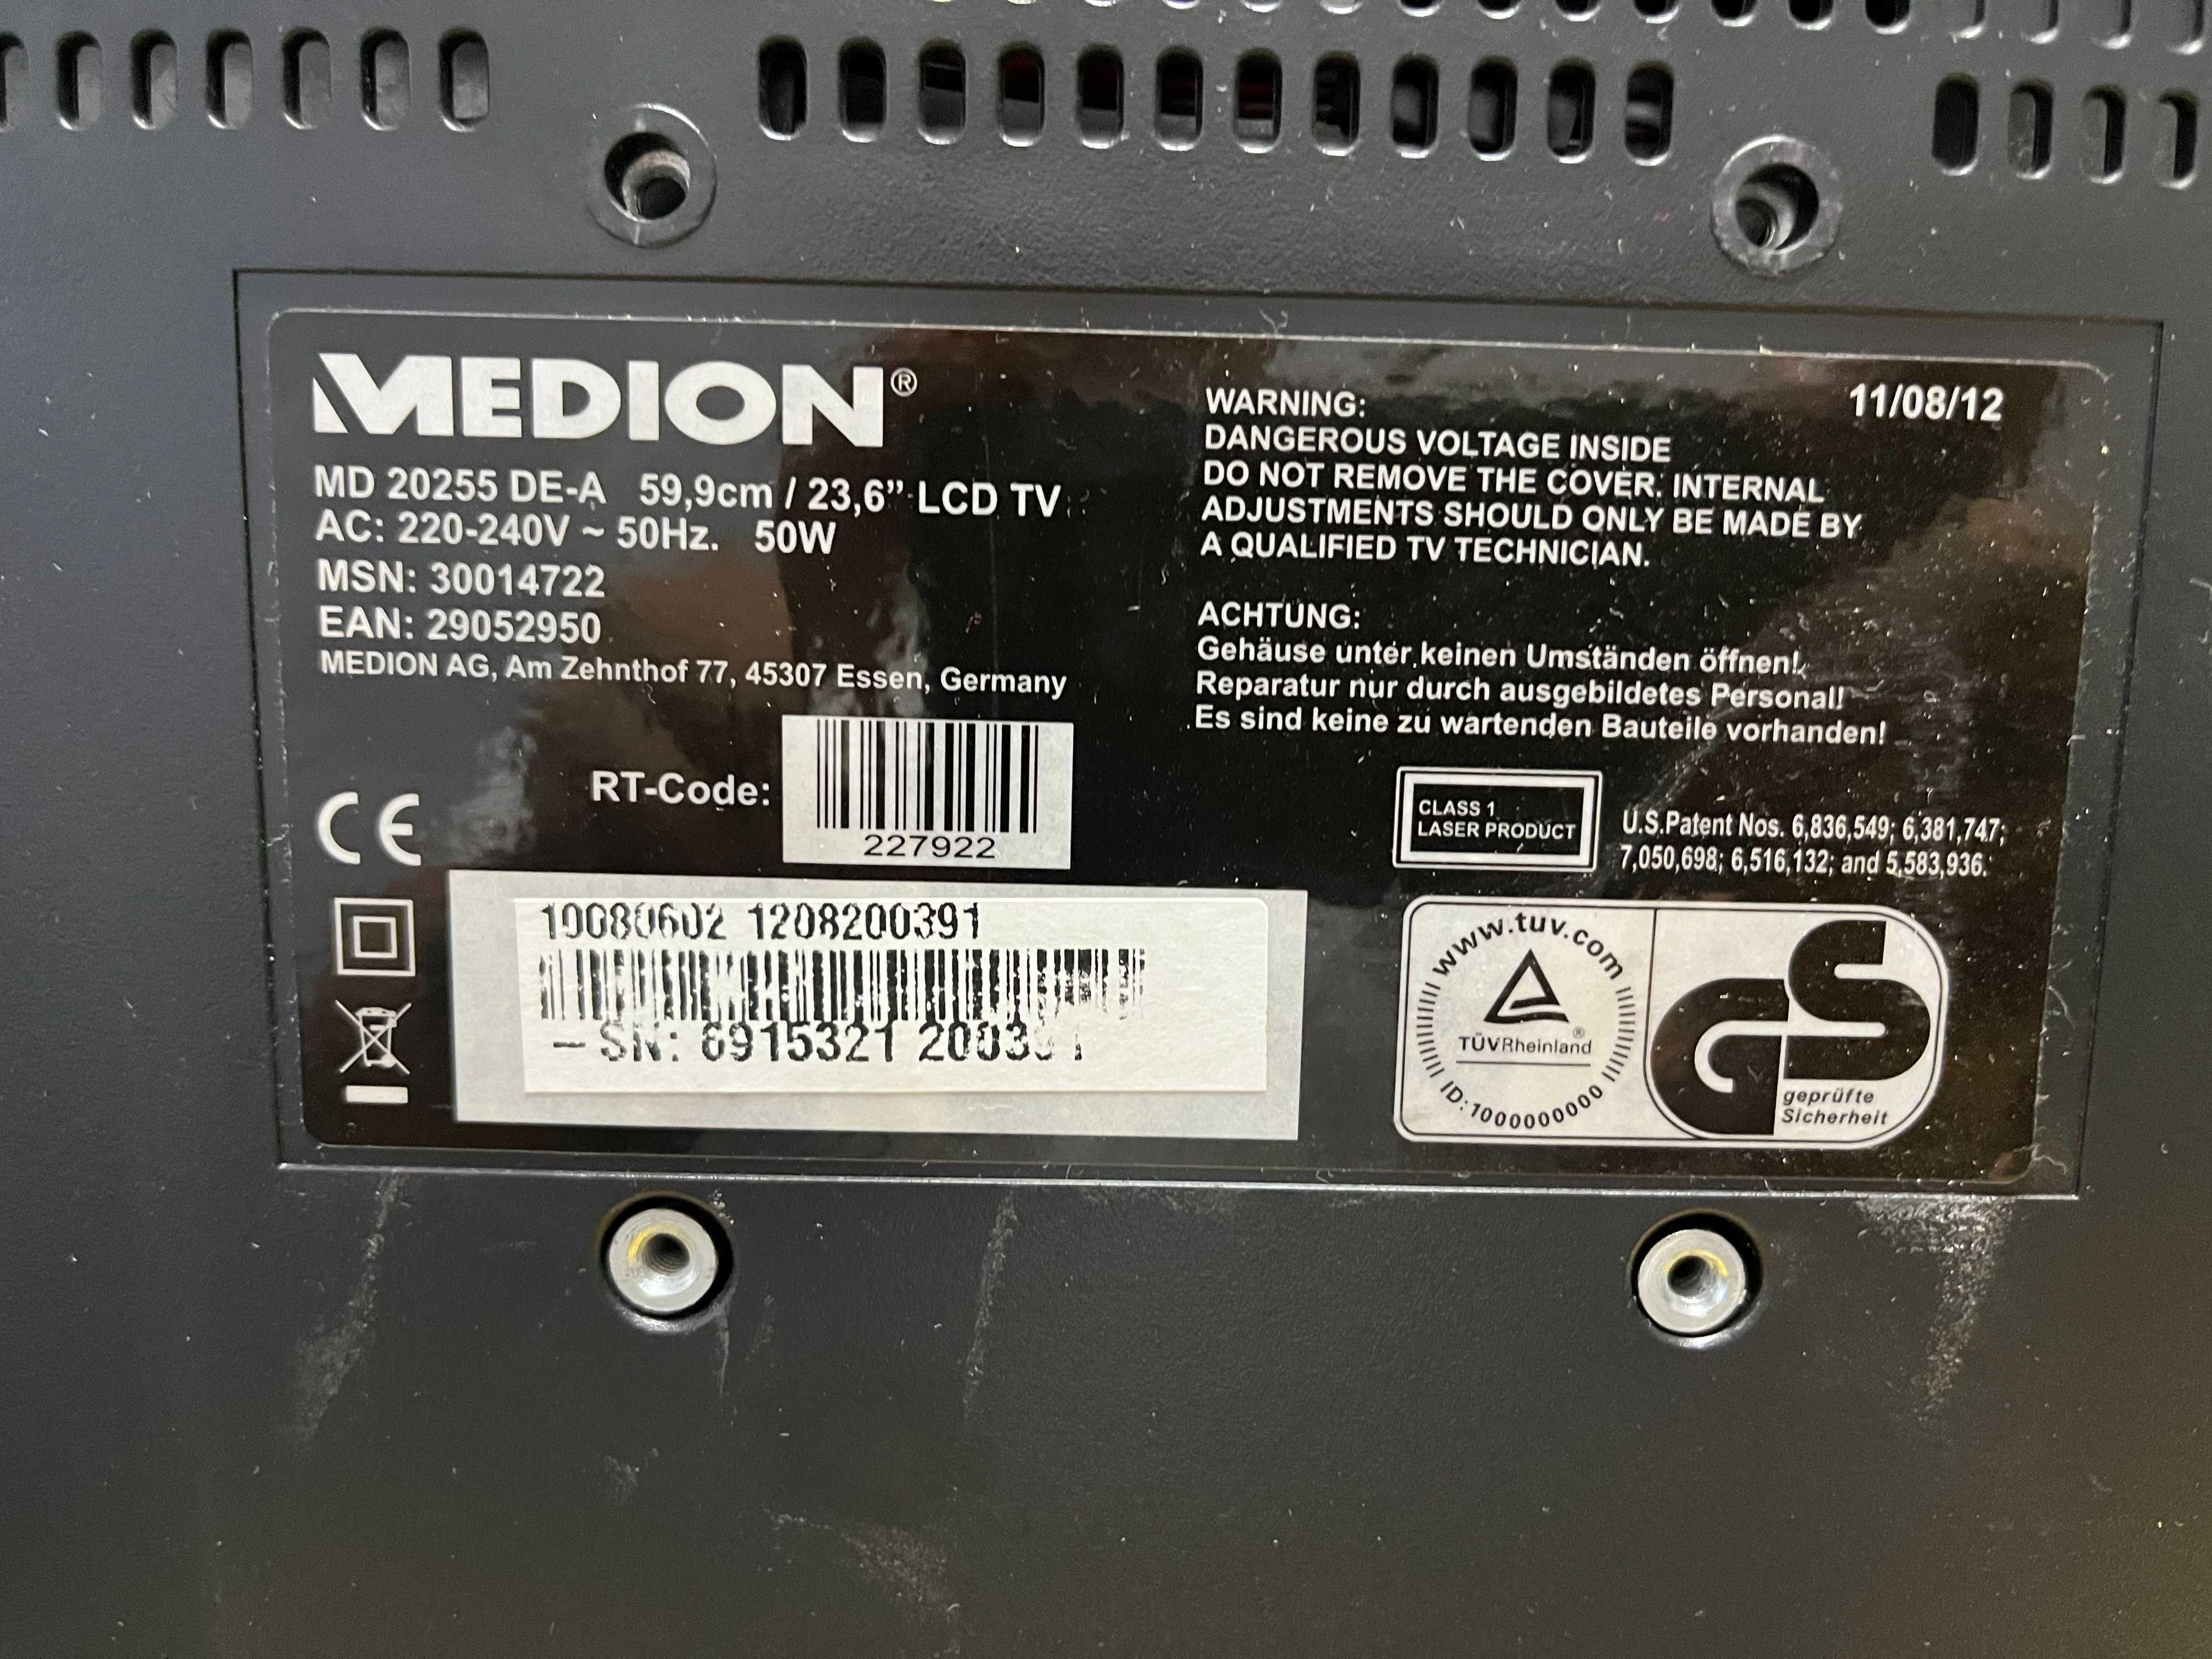 MEDION®
MD 20255 DE-A 59,9cm / 23,6” LCD TV
AC: 220-240V ~ 50Hz. 50W
MSN: 30014722
EAN: 29052950
MEDION AG, Am Zehnthof 77, 45307 Essen, Germany
RT-Code:
227922
CE
10080602 1208200391
SN: 6915321
11/08/12
WARNING:
DANGEROUS VOLTAGE INSIDE
DO NOT REMOVE THE COVER. INTERNAL
ADJUSTMENTS SHOULD ONLY BE MADE BY
A QUALIFIED TV TECHNICIAN.
ACHTUNG:
Gehäuse unter keinen Umständen öffnen!
Reparatur nur durch ausgebildetes Personal!
Es sind keine zu wartenden Bauteile vorhanden!
CLASS 1
LASER PRODUCT
U.S.Patent Nos. 6,836,549; 6,381,747;
7,050,698; 6,516,132; and 5,583,936.
www.tuv.com
TÜVRheinland®
ID:1000000000
GS
geprüfte
Sicherheit